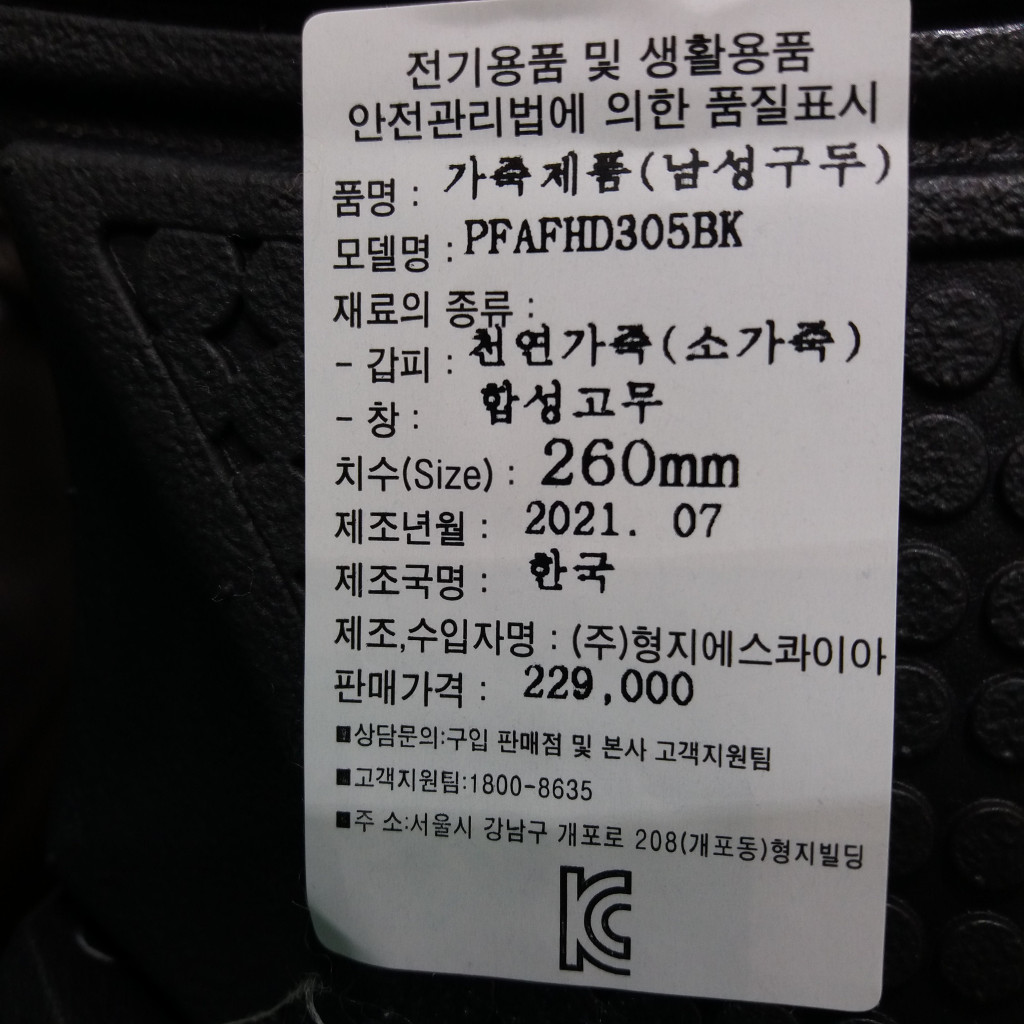 전기용품 및 생활용품
안전관리법에 의한 품질표시
품명 : 가죽제품(남성구두)
모델명 : PFAFHD305BK
재료의 종류 :
- 갑피 : 천연가죽(소가죽)
- 창 : 합성고무
치수(Size) : 260mm
제조년월 : 2021. 07
제조국명 : 한국
제조,수입자명 : (주)형지에스콰이아
판매가격 : 229,000
■상담문의:구입 판매점 및 본사 고객지원팀
■고객지원팀:1800-8635
■주 소:서울시 강남구 개포로 208(개포동)형지빌딩
KC